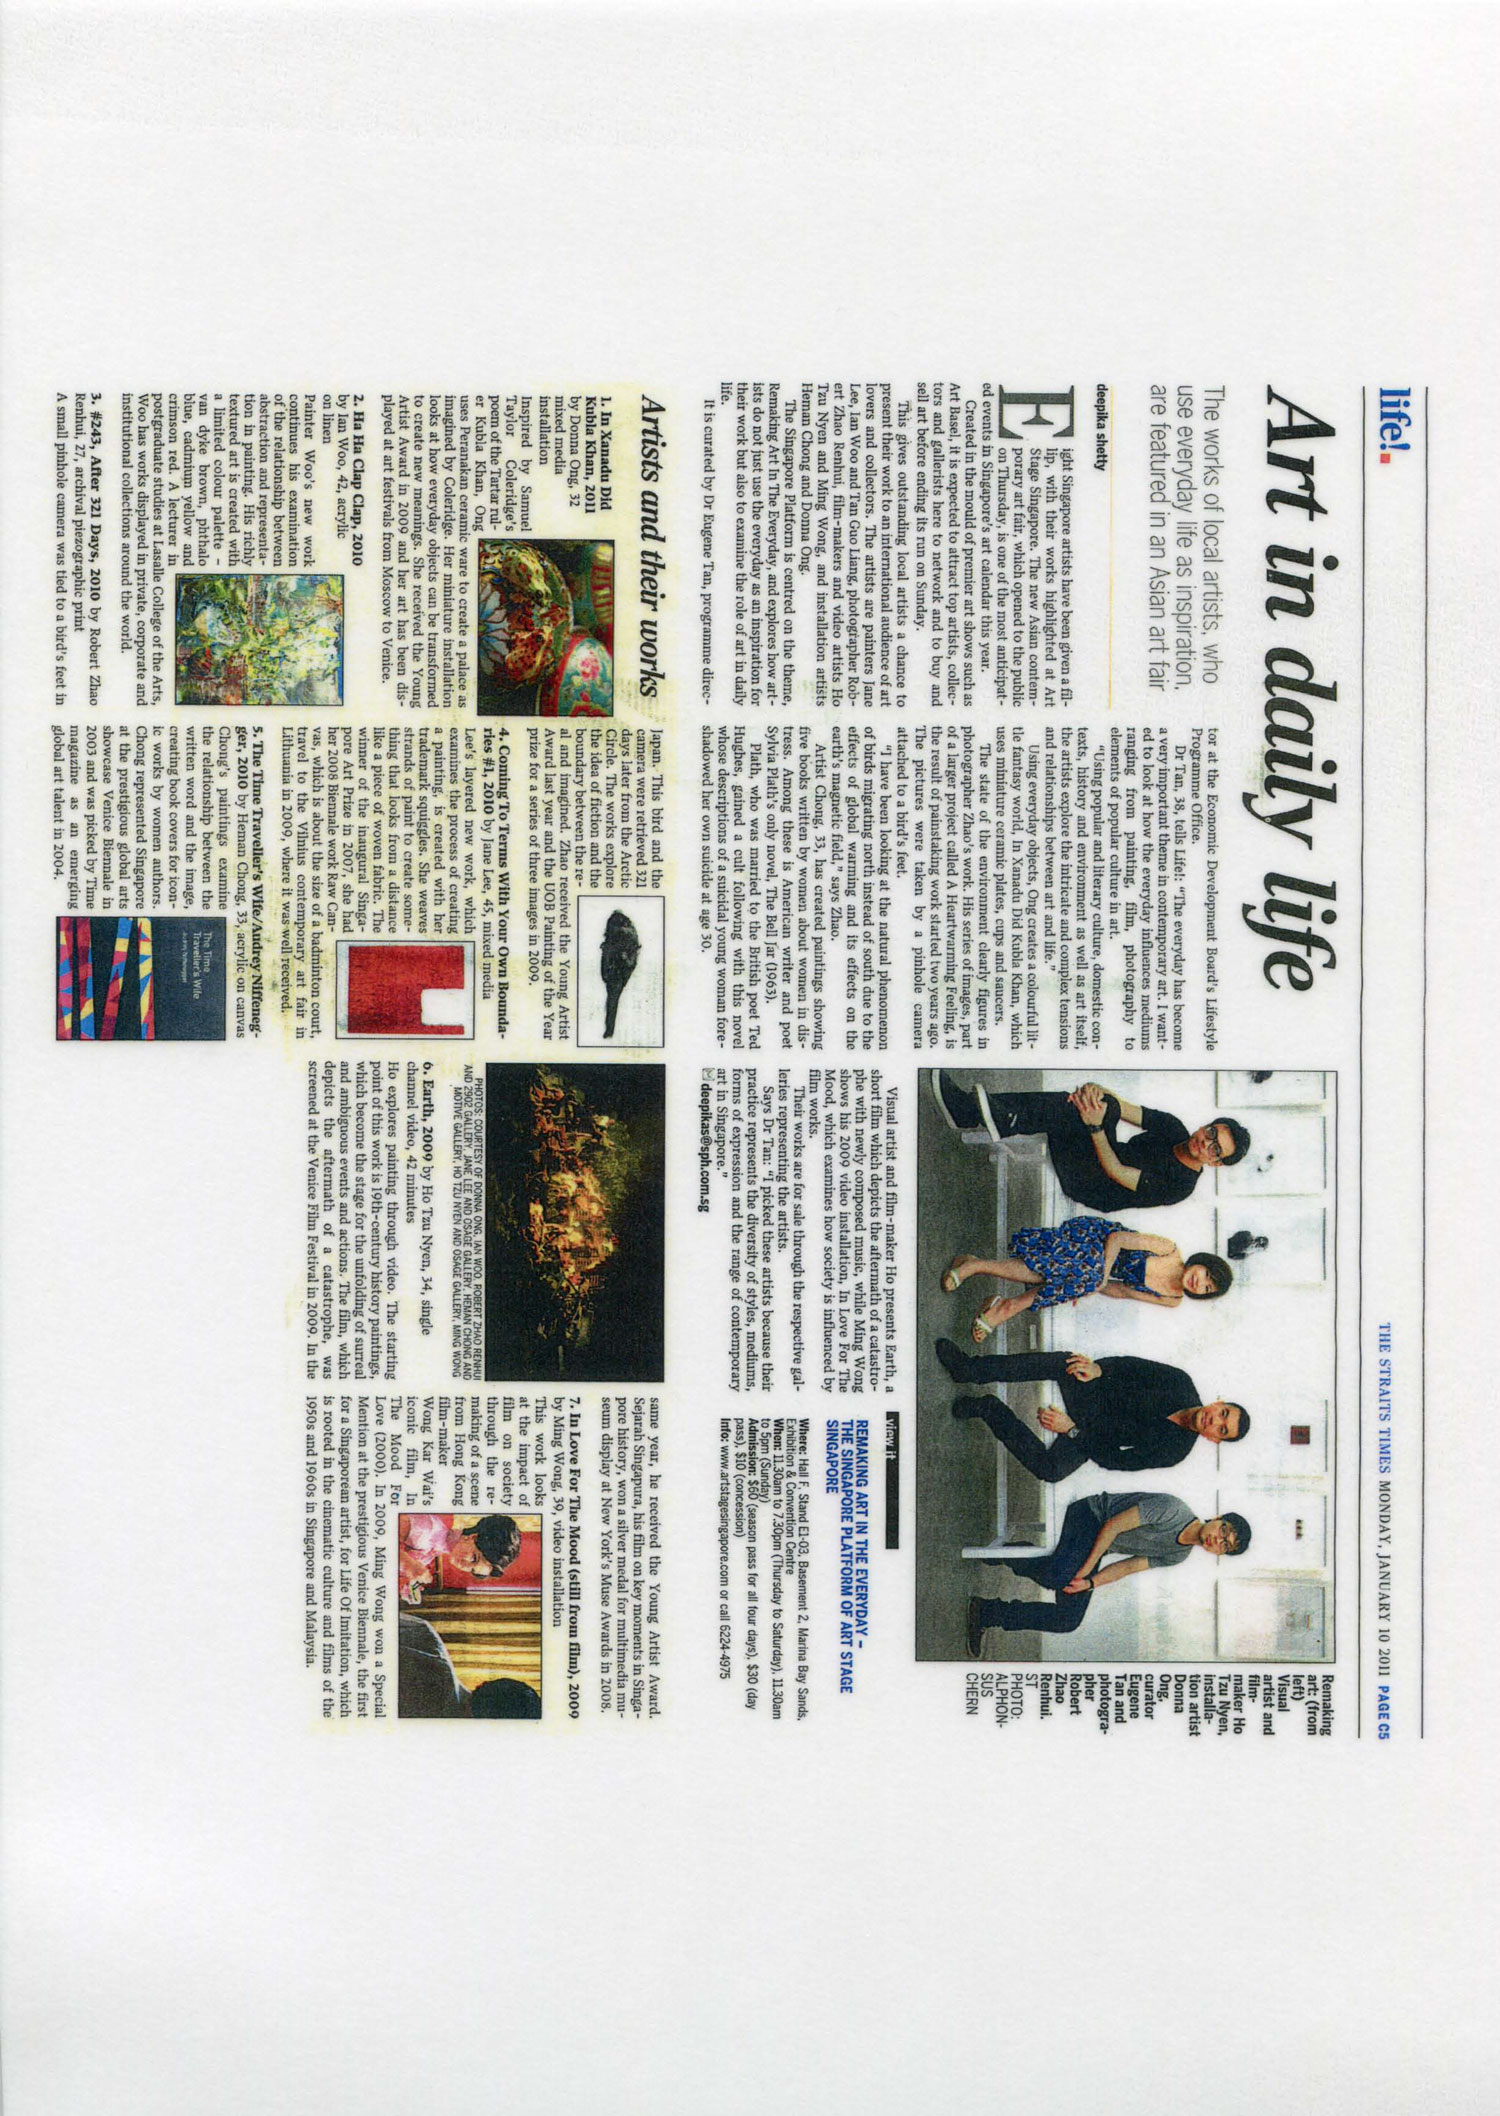 life!
THE STRAITS TIMES MONDAY, JANUARY 10 2011 PAGE C5
Art in daily life
The works of local artists, who
use everyday life as inspiration,
are featured in an Asian art fair
deepika shetty
Eight Singapore artists have been given a fil-
lip, with their works highlighted at Art
Stage Singapore. The new Asian contem-
porary art fair, which opened to the public
on Thursday, is one of the most anticipat-
ed events in Singapore's art calendar this year.
Created in the mould of premier art shows such as
Art Basel, it is expected to attract top artists, collec-
tors and gallerists here to network and to buy and
sell art before ending its run on Sunday.
This gives outstanding local artists a chance to
present their work to an international audience of art
lovers and collectors. The artists are painters Jane
Lee, Ian Woo and Tan Guo Liang, photographer Rob-
ert Zhao Renhui, film-makers and video artists Ho
Tzu Nyen and Ming Wong, and installation artists
Heman Chong and Donna Ong.
The Singapore Platform is centred on the theme,
Remaking Art In The Everyday, and explores how art-
ists do not just use the everyday as an inspiration for
their work but also to examine the role of art in daily
life.
It is curated by Dr Eugene Tan, programme direc-
tor at the Economic Development Board's Lifestyle
Programme Office.
Dr Tan, 38, tells Life!: "The everyday has become
a very important theme in contemporary art. I want-
ed to look at how the everyday influences mediums
ranging from painting, film, photography to
elements of popular culture in art.
"Using popular and literary culture, domestic con-
texts, history and environment as well as art itself,
the artists explore the intricate and complex tensions
and relationships between art and life."
Using everyday objects, Ong creates a colourful lit-
tle fantasy world, In Xanadu Did Kubla Khan, which
uses miniature ceramic plates, cups and saucers.
The state of the environment clearly figures in
photographer Zhao's work. His series of images, part
of a larger project called A Heartwarming Feeling, is
the result of painstaking work started two years ago.
The pictures were taken by a pinhole camera
attached to a bird's feet.
"I have been looking at the natural phenomenon
of birds migrating north instead of south due to the
effects of global warming and its effects on the
earth's magnetic field," says Zhao.
Artist Chong, 33, has created paintings showing
five books written by women about women in dis-
tress. Among these is American writer and poet
Sylvia Plath's only novel, The Bell Jar (1963).
Plath, who was married to the British poet Ted
Hughes, gained a cult following with this novel
whose descriptions of a suicidal young woman fore-
shadowed her own suicide at age 30.
Visual artist and film-maker Ho presents Earth, a
short film which depicts the aftermath of a catastro-
phe with newly composed music, while Ming Wong
shows his 2009 video installation, In Love For The
Mood, which examines how society is influenced by
film works.
Their works are for sale through the respective gal-
leries representing the artists.
Says Dr Tan: "I picked these artists because their
practice represents the diversity of styles, mediums,
forms of expression and the range of contemporary
art in Singapore."
deepikas@sph.com.sg
Remaking
art: (from
left)
Visual
artist and
film-
maker Ho
Tzu Nyen,
installa-
tion artist
Donna
Ong,
curator
Eugene
Tan and
photogra-
pher
Robert
Zhao
Renhui.
ST
PHOTO:
ALPHON-
SUS
CHERN
view it
REMAKING ART IN THE EVERYDAY –
THE SINGAPORE PLATFORM OF ART STAGE
SINGAPORE
Where: Hall F, Stand E1-03, Basement 2, Marina Bay Sands,
Exhibition & Convention Centre
When: 11.30am to 7.30pm (Thursday to Saturday), 11.30am
to 5pm (Sunday)
Admission: $60 (season pass for all four days), $30 (day
pass), $10 (concession)
Info: www.artstagesingapore.com or call 6224-4975
Artists and their works
1. In Xanadu Did
Kubla Khan, 2011
by Donna Ong, 32
mixed media
installation
Inspired by Samuel
Taylor Coleridge's
poem of the Tartar rul-
er Kubla Khan, Ong
uses Peranakan ceramic ware to create a palace as
imagined by Coleridge. Her miniature installation
looks at how everyday objects can be transformed
to create new meanings. She received the Young
Artist Award in 2009 and her art has been dis-
played at art festivals from Moscow to Venice.
2. Ha Ha Clap Clap, 2010
by Ian Woo, 42, acrylic
on linen
Painter Woo's new work
continues his examination
of the relationship between
abstraction and representa-
tion in painting. His richly
textured art is created with
a limited colour palette –
van dyke brown, phthalo
blue, cadmium yellow and
crimson red. A lecturer in
postgraduate studies at Lasalle College of the Arts,
Woo has works displayed in private, corporate and
institutional collections around the world.
3. #243, After 321 Days, 2010 by Robert Zhao
Renhui, 27, archival piezographic print
A small pinhole camera was tied to a bird's feet in
Japan. This bird and the
camera were retrieved 321
days later from the Arctic
Circle. The works explore
the idea of fiction and the
boundary between the re-
al and imagined. Zhao received the Young Artist
Award last year and the UOB Painting of the Year
prize for a series of three images in 2009.
4. Coming To Terms With Your Own Bounda-
ries #1, 2010 by Jane Lee, 45, mixed media
Lee's layered new work, which
examines the process of creating
a painting, is created with her
trademark squiggles. She weaves
strands of paint to create some-
thing that looks from a distance
like a piece of woven fabric. The
winner of the inaugural Singa-
pore Art Prize in 2007, she had
her 2008 Biennale work Raw Can-
vas, which is about the size of a badminton court,
travel to the Vilnius contemporary art fair in
Lithuania in 2009, where it was well received.
5. The Time Traveller's Wife/Audrey Niffeneg-
ger, 2010 by Heman Chong, 33, acrylic on canvas
Chong's paintings examine
the relationship between the
written word and the image,
creating book covers for icon-
ic works by women authors.
Chong represented Singapore
at the prestigious global arts
showcase Venice Biennale in
2003 and was picked by Time
magazine as an emerging
global art talent in 2004.
The Time
Traveller's Wife
PHOTOS: COURTESY OF DONNA ONG, IAN WOO, ROBERT ZHAO RENHUI
AND 2902 GALLERY, JANE LEE AND OSAGE GALLERY, HEMAN CHONG AND
MOTIVE GALLERY, HO TZU NYEN AND OSAGE GALLERY, MING WONG
6. Earth, 2009 by Ho Tzu Nyen, 34, single
channel video, 42 minutes
Ho explores painting through video. The starting
point of this work is 19th-century history paintings,
which become the stage for the unfolding of surreal
and ambiguous events and actions. The film, which
depicts the aftermath of a catastrophe, was
screened at the Venice Film Festival in 2009. In the
same year, he received the Young Artist Award.
Sejarah Singapura, his film on key moments in Singa-
pore history, won a silver medal for multimedia mu-
seum display at New York's Muse Awards in 2008.
7. In Love For The Mood (still from film), 2009
by Ming Wong, 39, video installation
This work looks
at the impact of
film on society
through the re-
making of a scene
from Hong Kong
film-maker
Wong Kar Wai's
iconic film, In
The Mood For
Love (2000). In 2009, Ming Wong won a Special
Mention at the prestigious Venice Biennale, the first
for a Singaporean artist, for Life Of Imitation, which
is rooted in the cinematic culture and films of the
1950s and 1960s in Singapore and Malaysia.